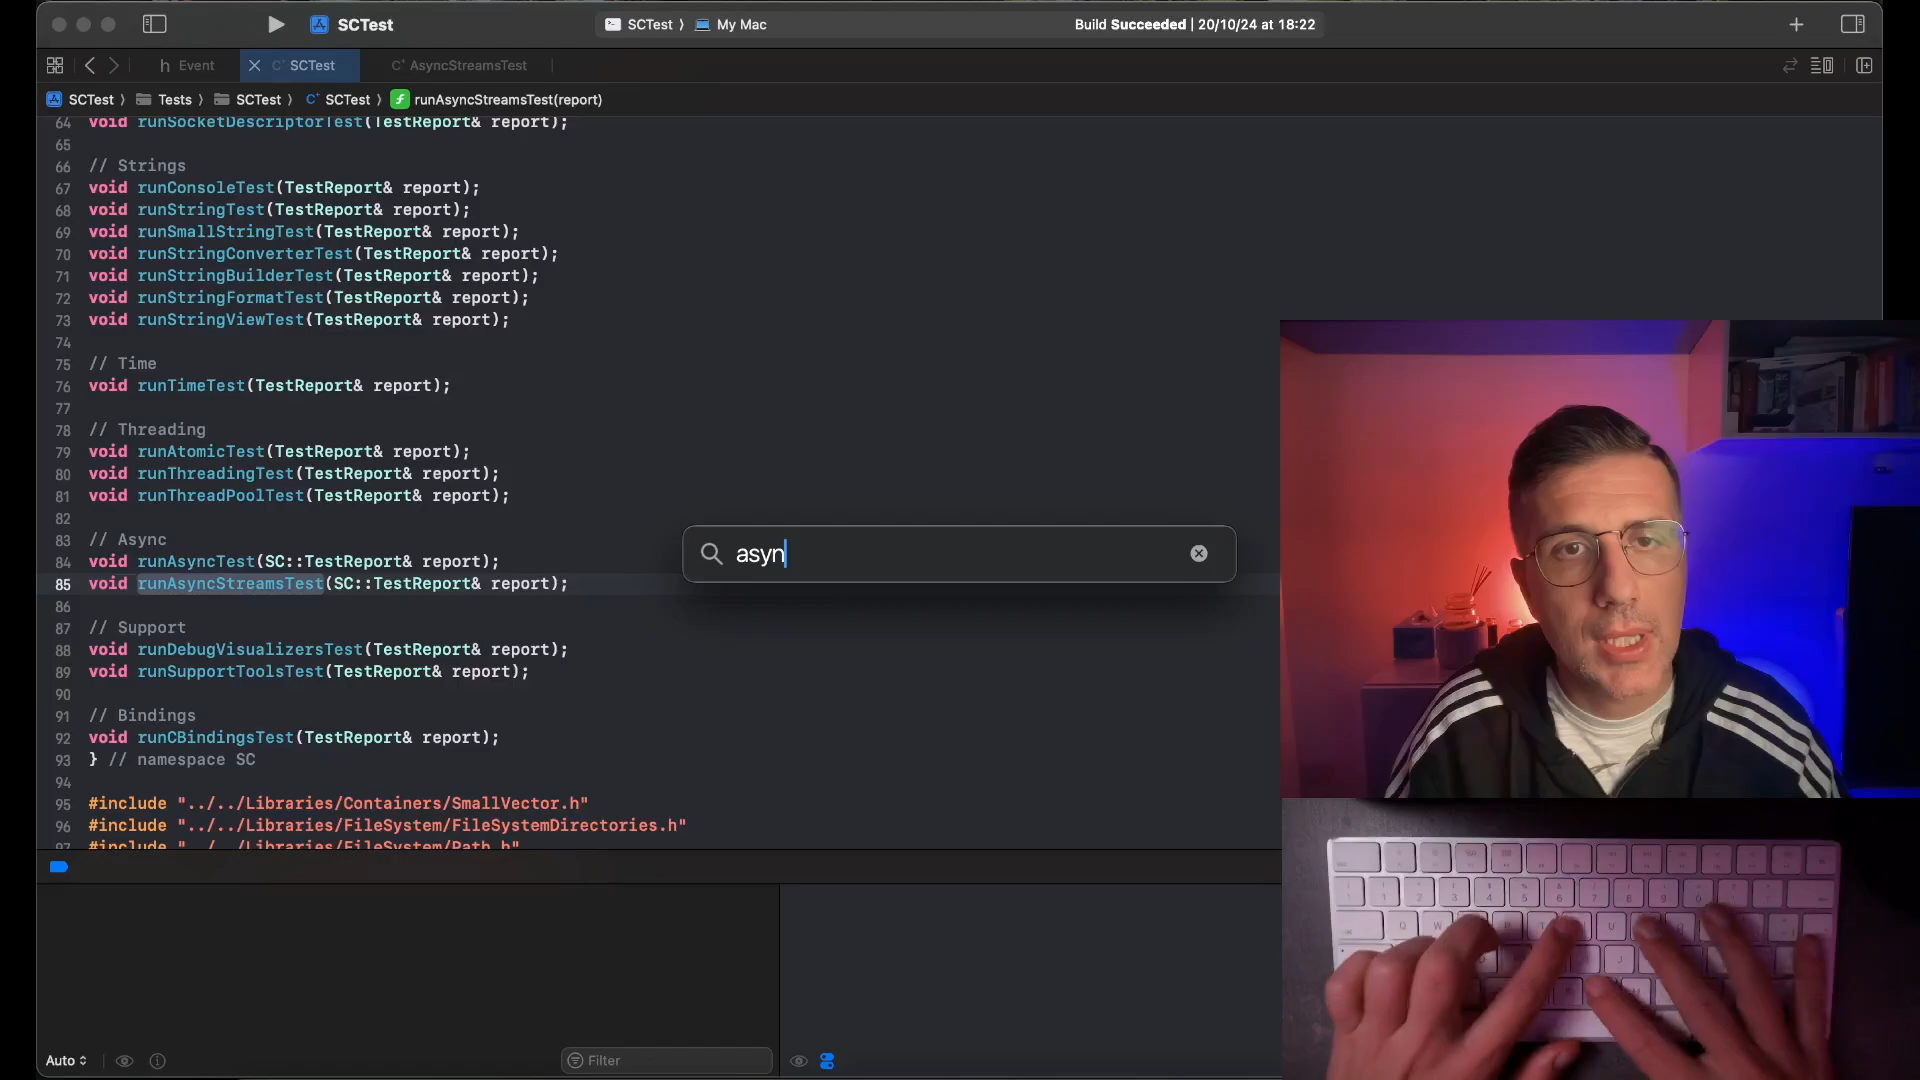 SCTest
SCTest 〉 My Mac
Build Succeeded | 20/10/24 at 18:22
h Event
SCTest
AsyncStreamsTest
SCTest 〉 Tests 〉 SCTest 〉 SCTest 〉 runAsyncStreamsTest(report)
64 void runSocketDescriptorTest(TestReport& report);
65
66 // Strings
67 void runConsoleTest(TestReport& report);
68 void runStringTest(TestReport& report);
69 void runSmallStringTest(TestReport& report);
70 void runStringConverterTest(TestReport& report);
71 void runStringBuilderTest(TestReport& report);
72 void runStringFormatTest(TestReport& report);
73 void runStringViewTest(TestReport& report);
74
75 // Time
76 void runTimeTest(TestReport& report);
77
78 // Threading
79 void runAtomicTest(TestReport& report);
80 void runThreadingTest(TestReport& report);
81 void runThreadPoolTest(TestReport& report);
82
83 // Async
84 void runAsyncTest(SC::TestReport& report);
85 void runAsyncStreamsTest(SC::TestReport& report);
86
87 // Support
88 void runDebugVisualizersTest(TestReport& report);
89 void runSupportToolsTest(TestReport& report);
90
91 // Bindings
92 void runCBindingsTest(TestReport& report);
93 } // namespace SC
94
95 #include "../../Libraries/Containers/SmallVector.h"
96 #include "../../Libraries/FileSystem/FileSystemDirectories.h"
97 #include "../../Libraries/FileSystem/Path.h"
asyn
Auto
Filter